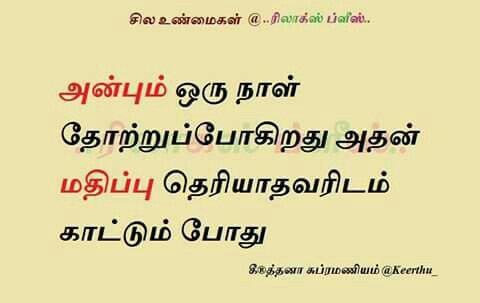 சில உண்மைகள் @ ..ரிலாக்ஸ் ப்ளீஸ்..
அன்பும் ஒரு நாள்
தோற்றுப்போகிறது அதன்
..ரிலாக்ஸ் ப்ளீஸ்..
மதிப்பு தெரியாதவரிடம்
காட்டும் போது
கீ®த்தனா சுப்ரமணியம் @Keerthu_